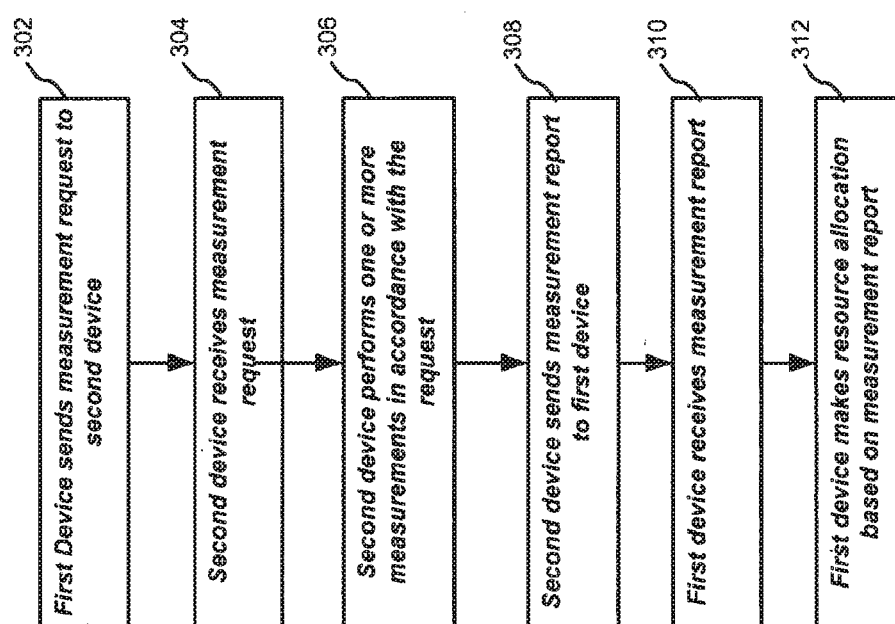 302
First Device sends measurement request to
second device
304
Second device receives measurement
request
306
Second device performs one or more
measurements in accordance with the
request
308
Second device sends measurement report
to first device
310
First device receives measurement report
312
First device makes resource allocation
based on measurement report